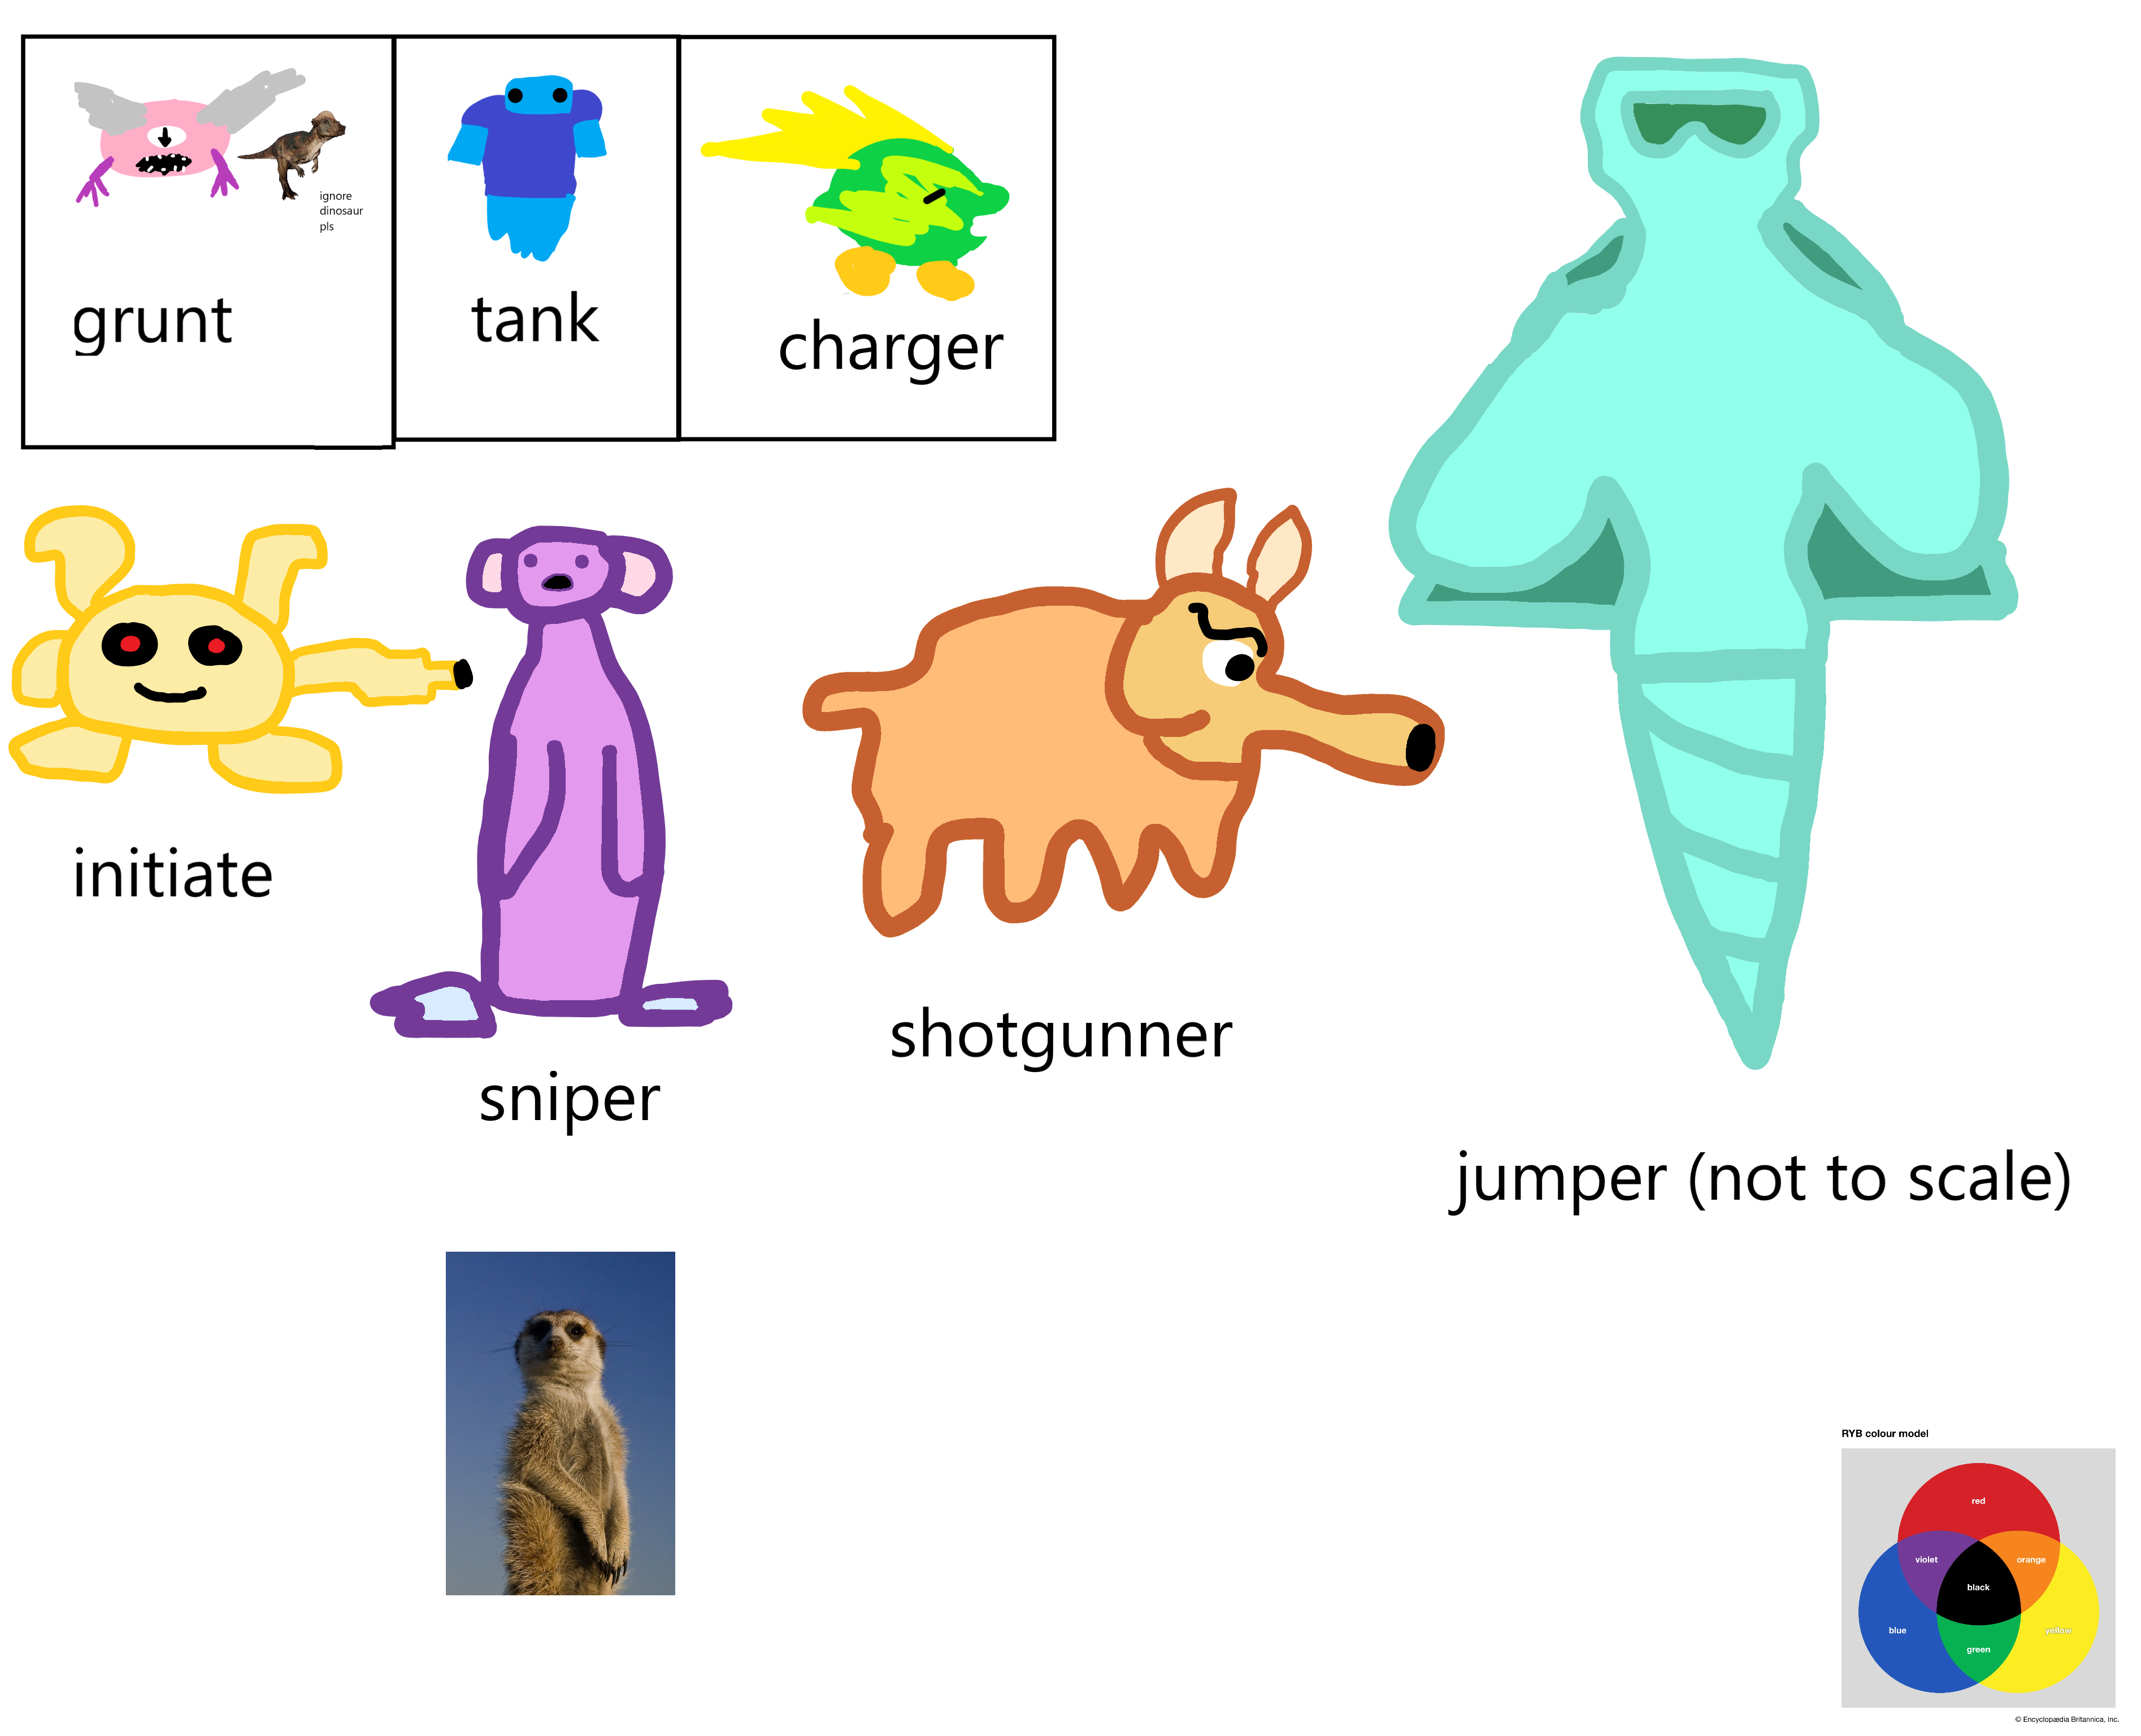 ignore
dinosaur
pls
grunt
tank
charger
initiate
sniper
shotgunner
jumper (not to scale)
RYB colour model
red
violet
orange
black
blue
yellow
green
© Encyclopædia Britannica, Inc.